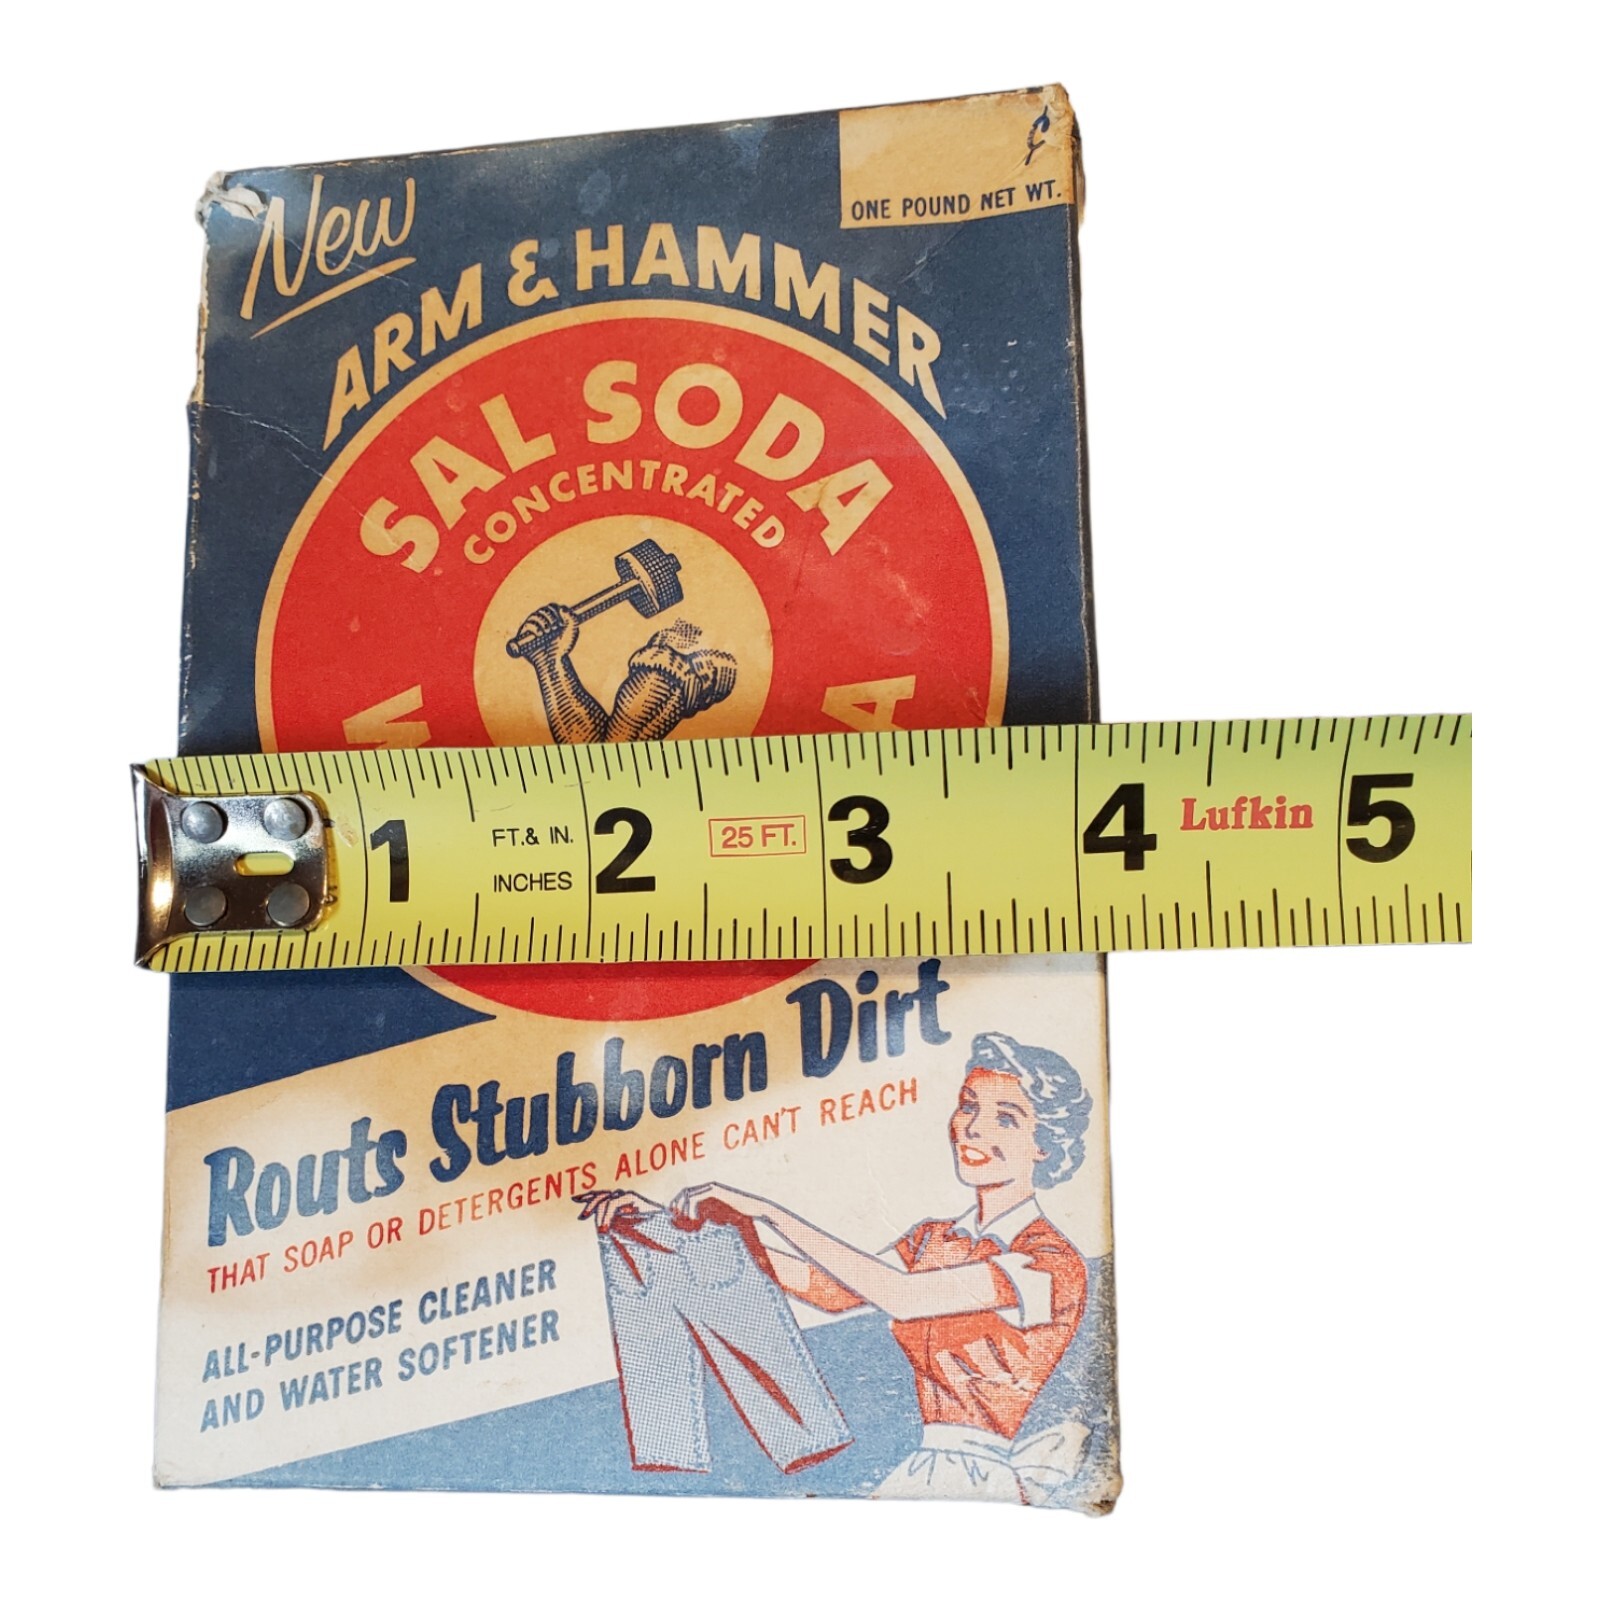 New
¢
ONE POUND NET WT.
ARM & HAMMER
SAL SODA
CONCENTRATED
1 FT.& IN. INCHES 2 25 FT. 3 4 Lufkin 5
Routs Stubborn Dirt
THAT SOAP OR DETERGENTS ALONE CAN'T REACH
ALL-PURPOSE CLEANER
AND WATER SOFTENER